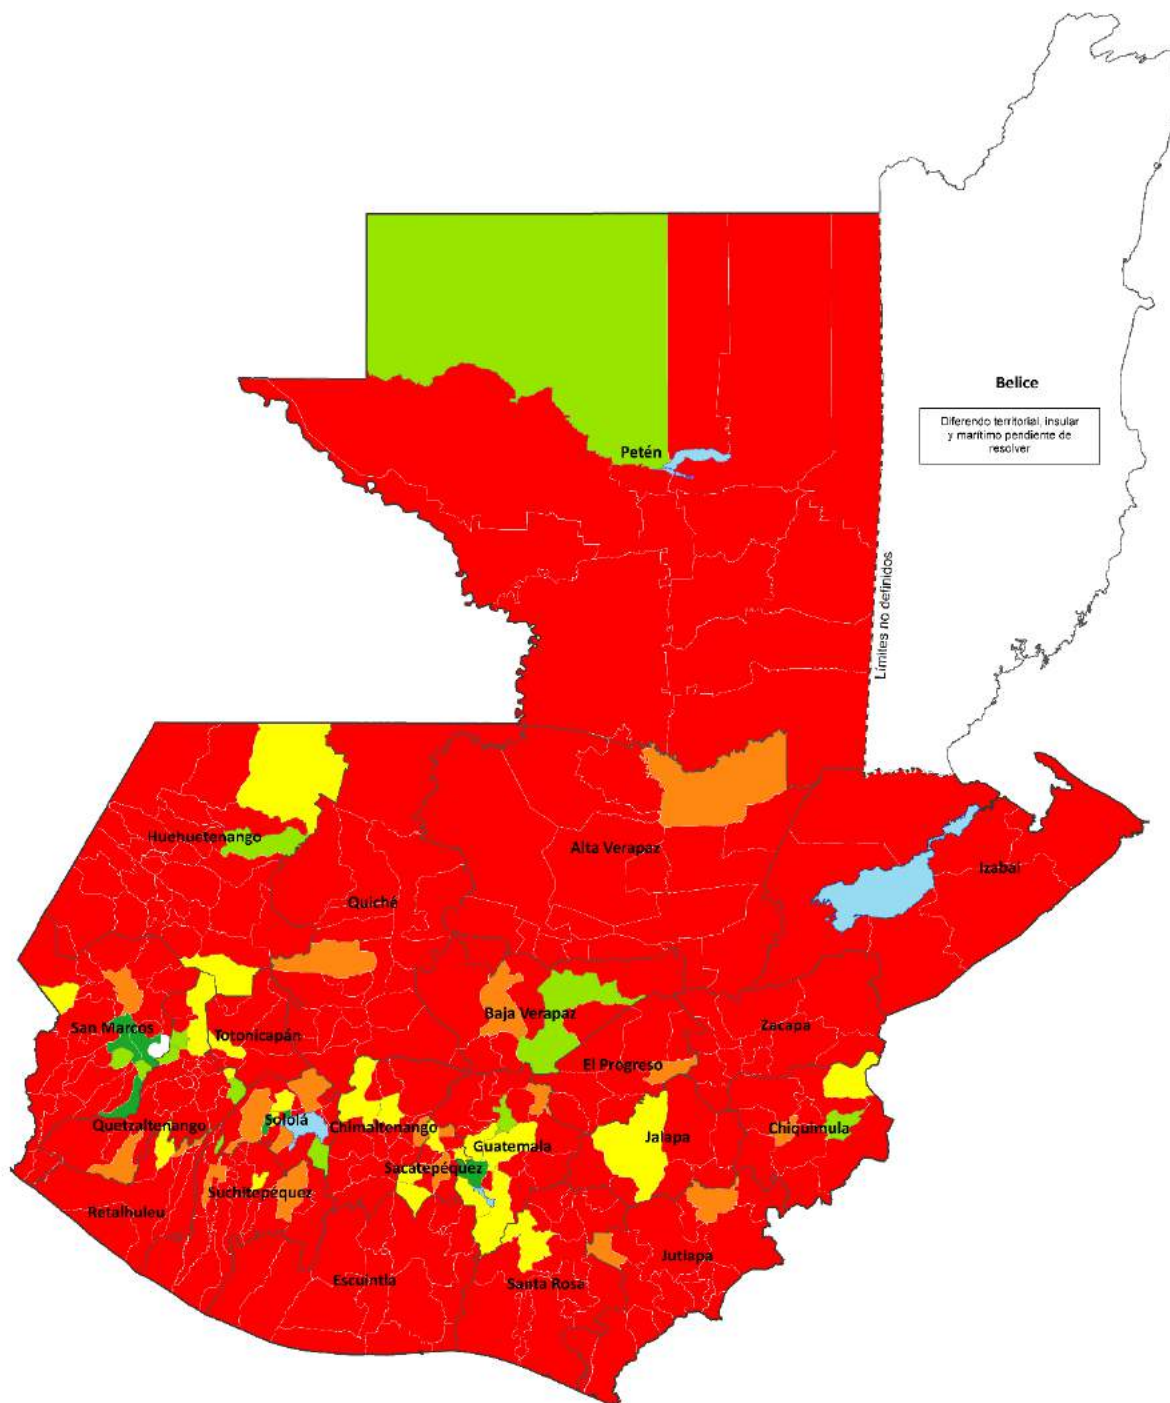 Belice
Diferendo territorial, insular
y marítimo pendiente de
resolver
Petén
Límites no definidos
Huehuetenango
Alta Verapaz
Izabal
Quiché
Baja Verapaz
Zacapa
San Marcos
Totonicapán
El Progreso
Quetzaltenango
Sololá
Chimaltenango
Guatemala
Jalapa
Chiquimula
Sacatepéquez
Suchitepéquez
Retalhuleu
Jutiapa
Escuintla
Santa Rosa